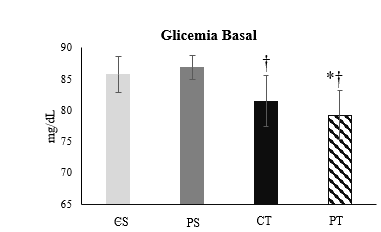 Glicemia Basal
mg/dL
90
85
80
75
70
65
†
*†
CS
PS
CT
PT